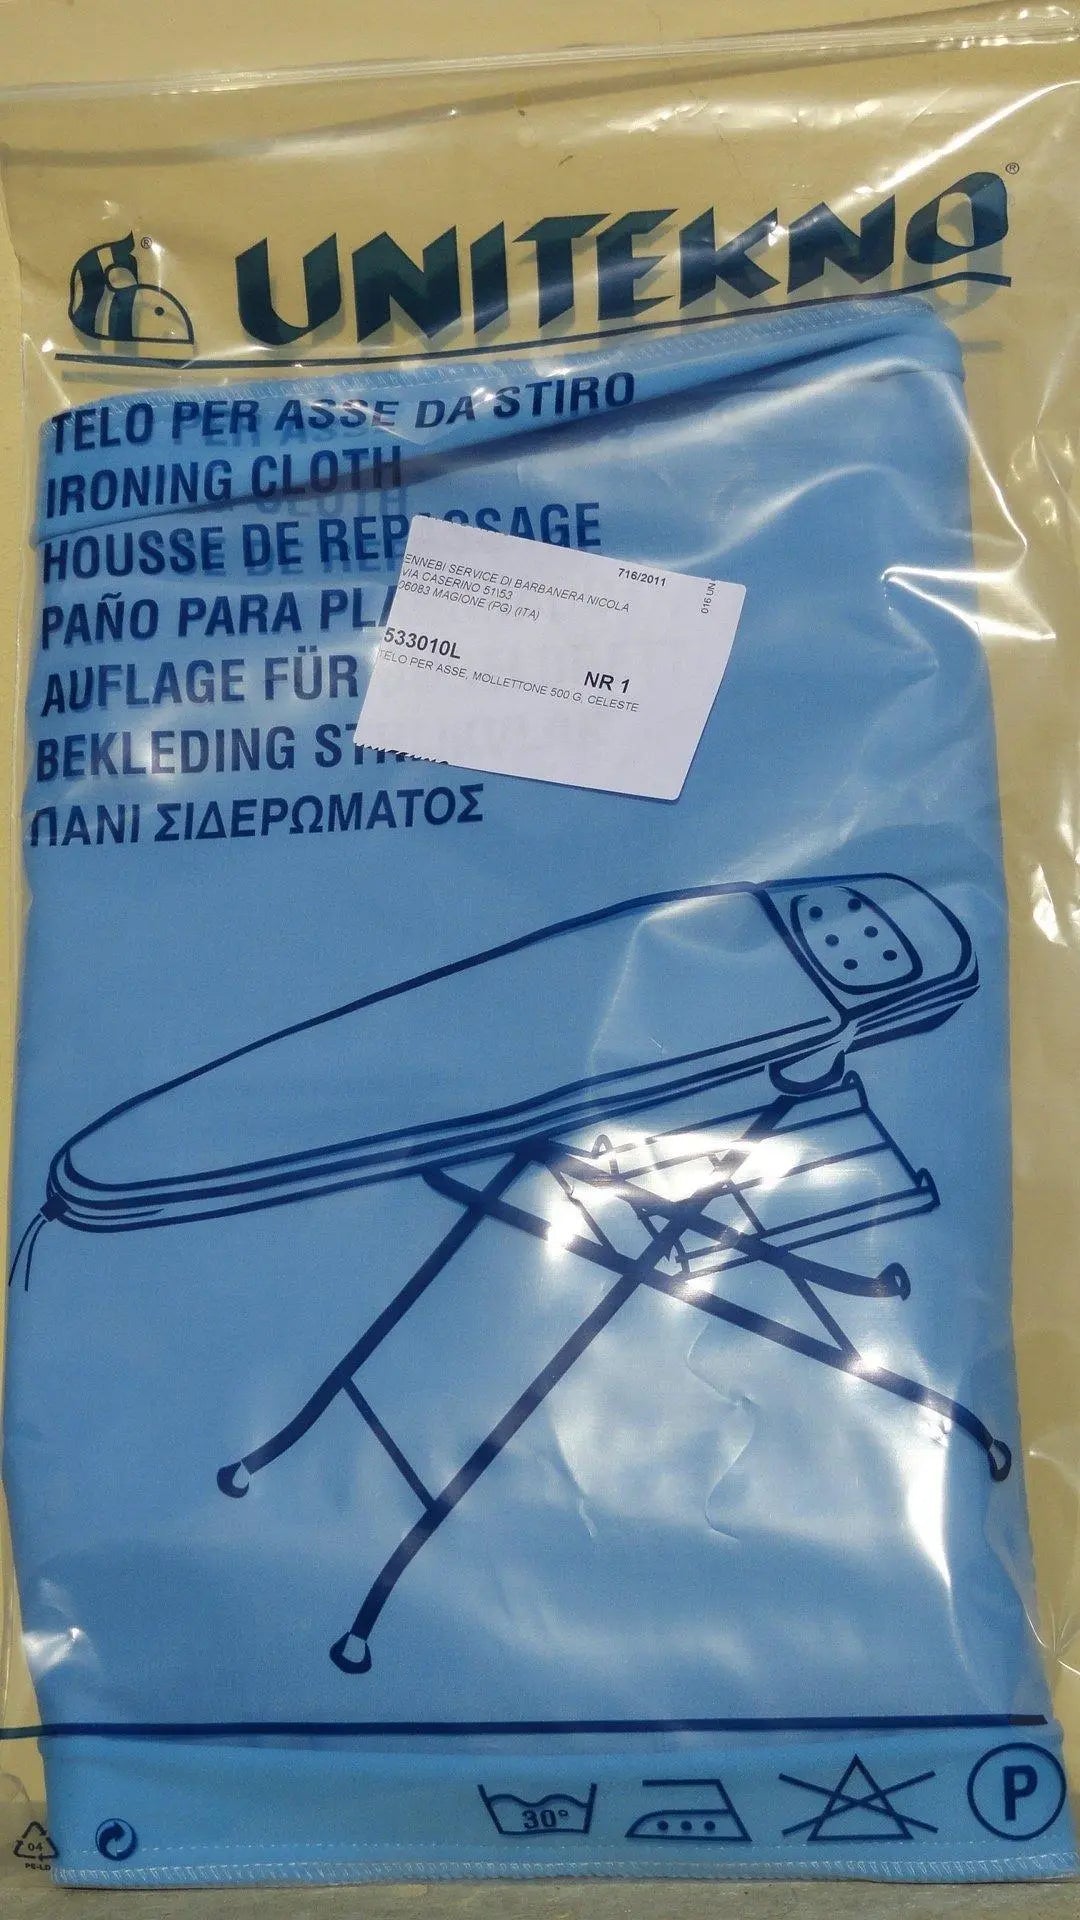 ®
UNITEKNO®
TELO PER ASSE DA STIRO
IRONING CLOTH
HOUSSE DE REPASSAGE
PAÑO PARA
AUFLAGE FÜR
BEKLEDING
ΠΑΝΙ ΣΙΔΕΡΩΜΑΤΟΣ
ENNEBI SERVICE DI BARBANERA NICOLA
VIA CASERINO 51\53
06083 MAGIONE (PG) (ITA)
716/2011
016 UN
533010L
NR 1
TELO PER ASSE, MOLLETTONE 500 G, CELESTE
30°
P
04
PE-LD